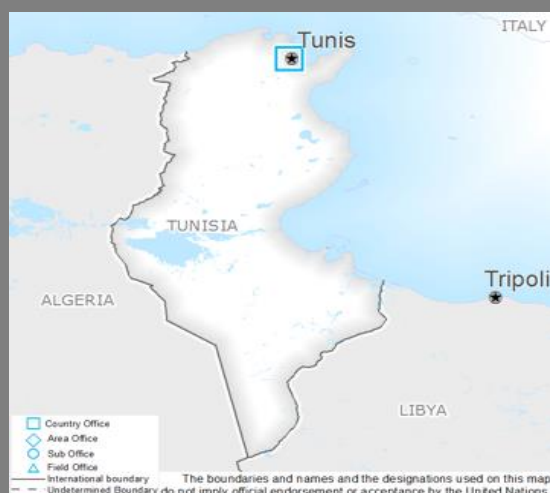 ITALY
Tunis
TUNISIA
Tripoli
ALGERIA
LIBYA
Country Office
Area Office
Sub Office
Field Office
International boundary
Undetermined Boundary
The boundaries and names and the designations used on this map
do not imply official endorsement or acceptance by the United Nations